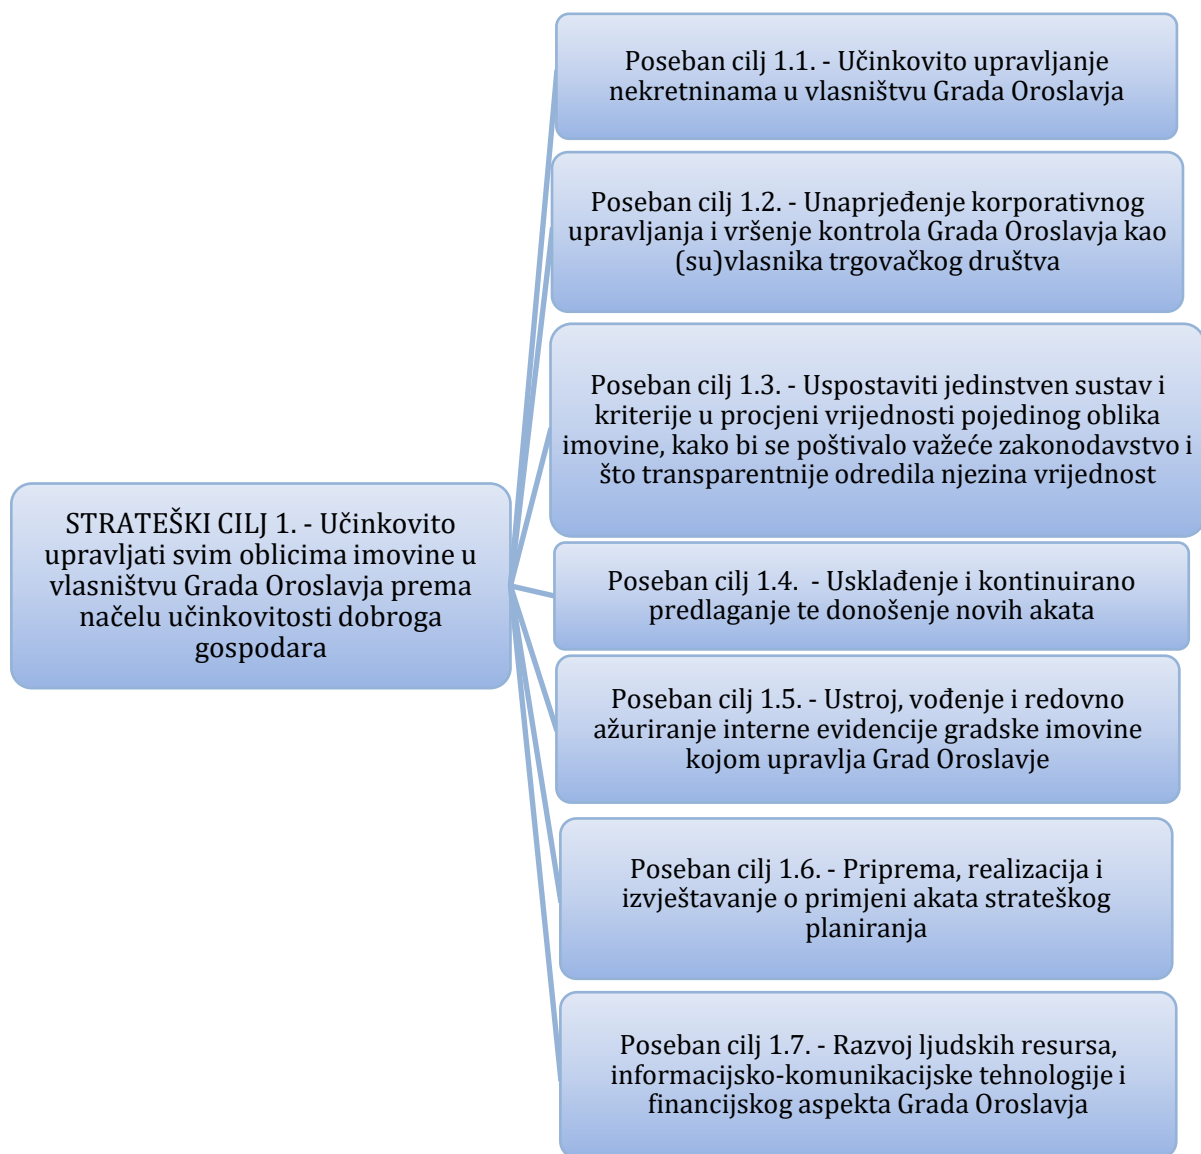 Poseban cilj 1.1. - Učinkovito upravljanje
nekretninama u vlasništvu Grada Oroslavja
Poseban cilj 1.2. - Unaprjeđenje korporativnog
upravljanja i vršenje kontrola Grada Oroslavja kao
(su)vlasnika trgovačkog društva
Poseban cilj 1.3. - Uspostaviti jedinstven sustav i
kriterije u procjeni vrijednosti pojedinog oblika
imovine, kako bi se poštivalo važeće zakonodavstvo i
što transparentnije odredila njezina vrijednost
STRATEŠKI CILJ 1. - Učinkovito
upravljati svim oblicima imovine u
vlasništvu Grada Oroslavja prema
načelu učinkovitosti dobroga
gospodara
Poseban cilj 1.4.  - Usklađenje i kontinuirano
predlaganje te donošenje novih akata
Poseban cilj 1.5. - Ustroj, vođenje i redovno
ažuriranje interne evidencije gradske imovine
kojom upravlja Grad Oroslavje
Poseban cilj 1.6. - Priprema, realizacija i
izvještavanje o primjeni akata strateškog
planiranja
Poseban cilj 1.7. - Razvoj ljudskih resursa,
informacijsko-komunikacijske tehnologije i
financijskog aspekta Grada Oroslavja